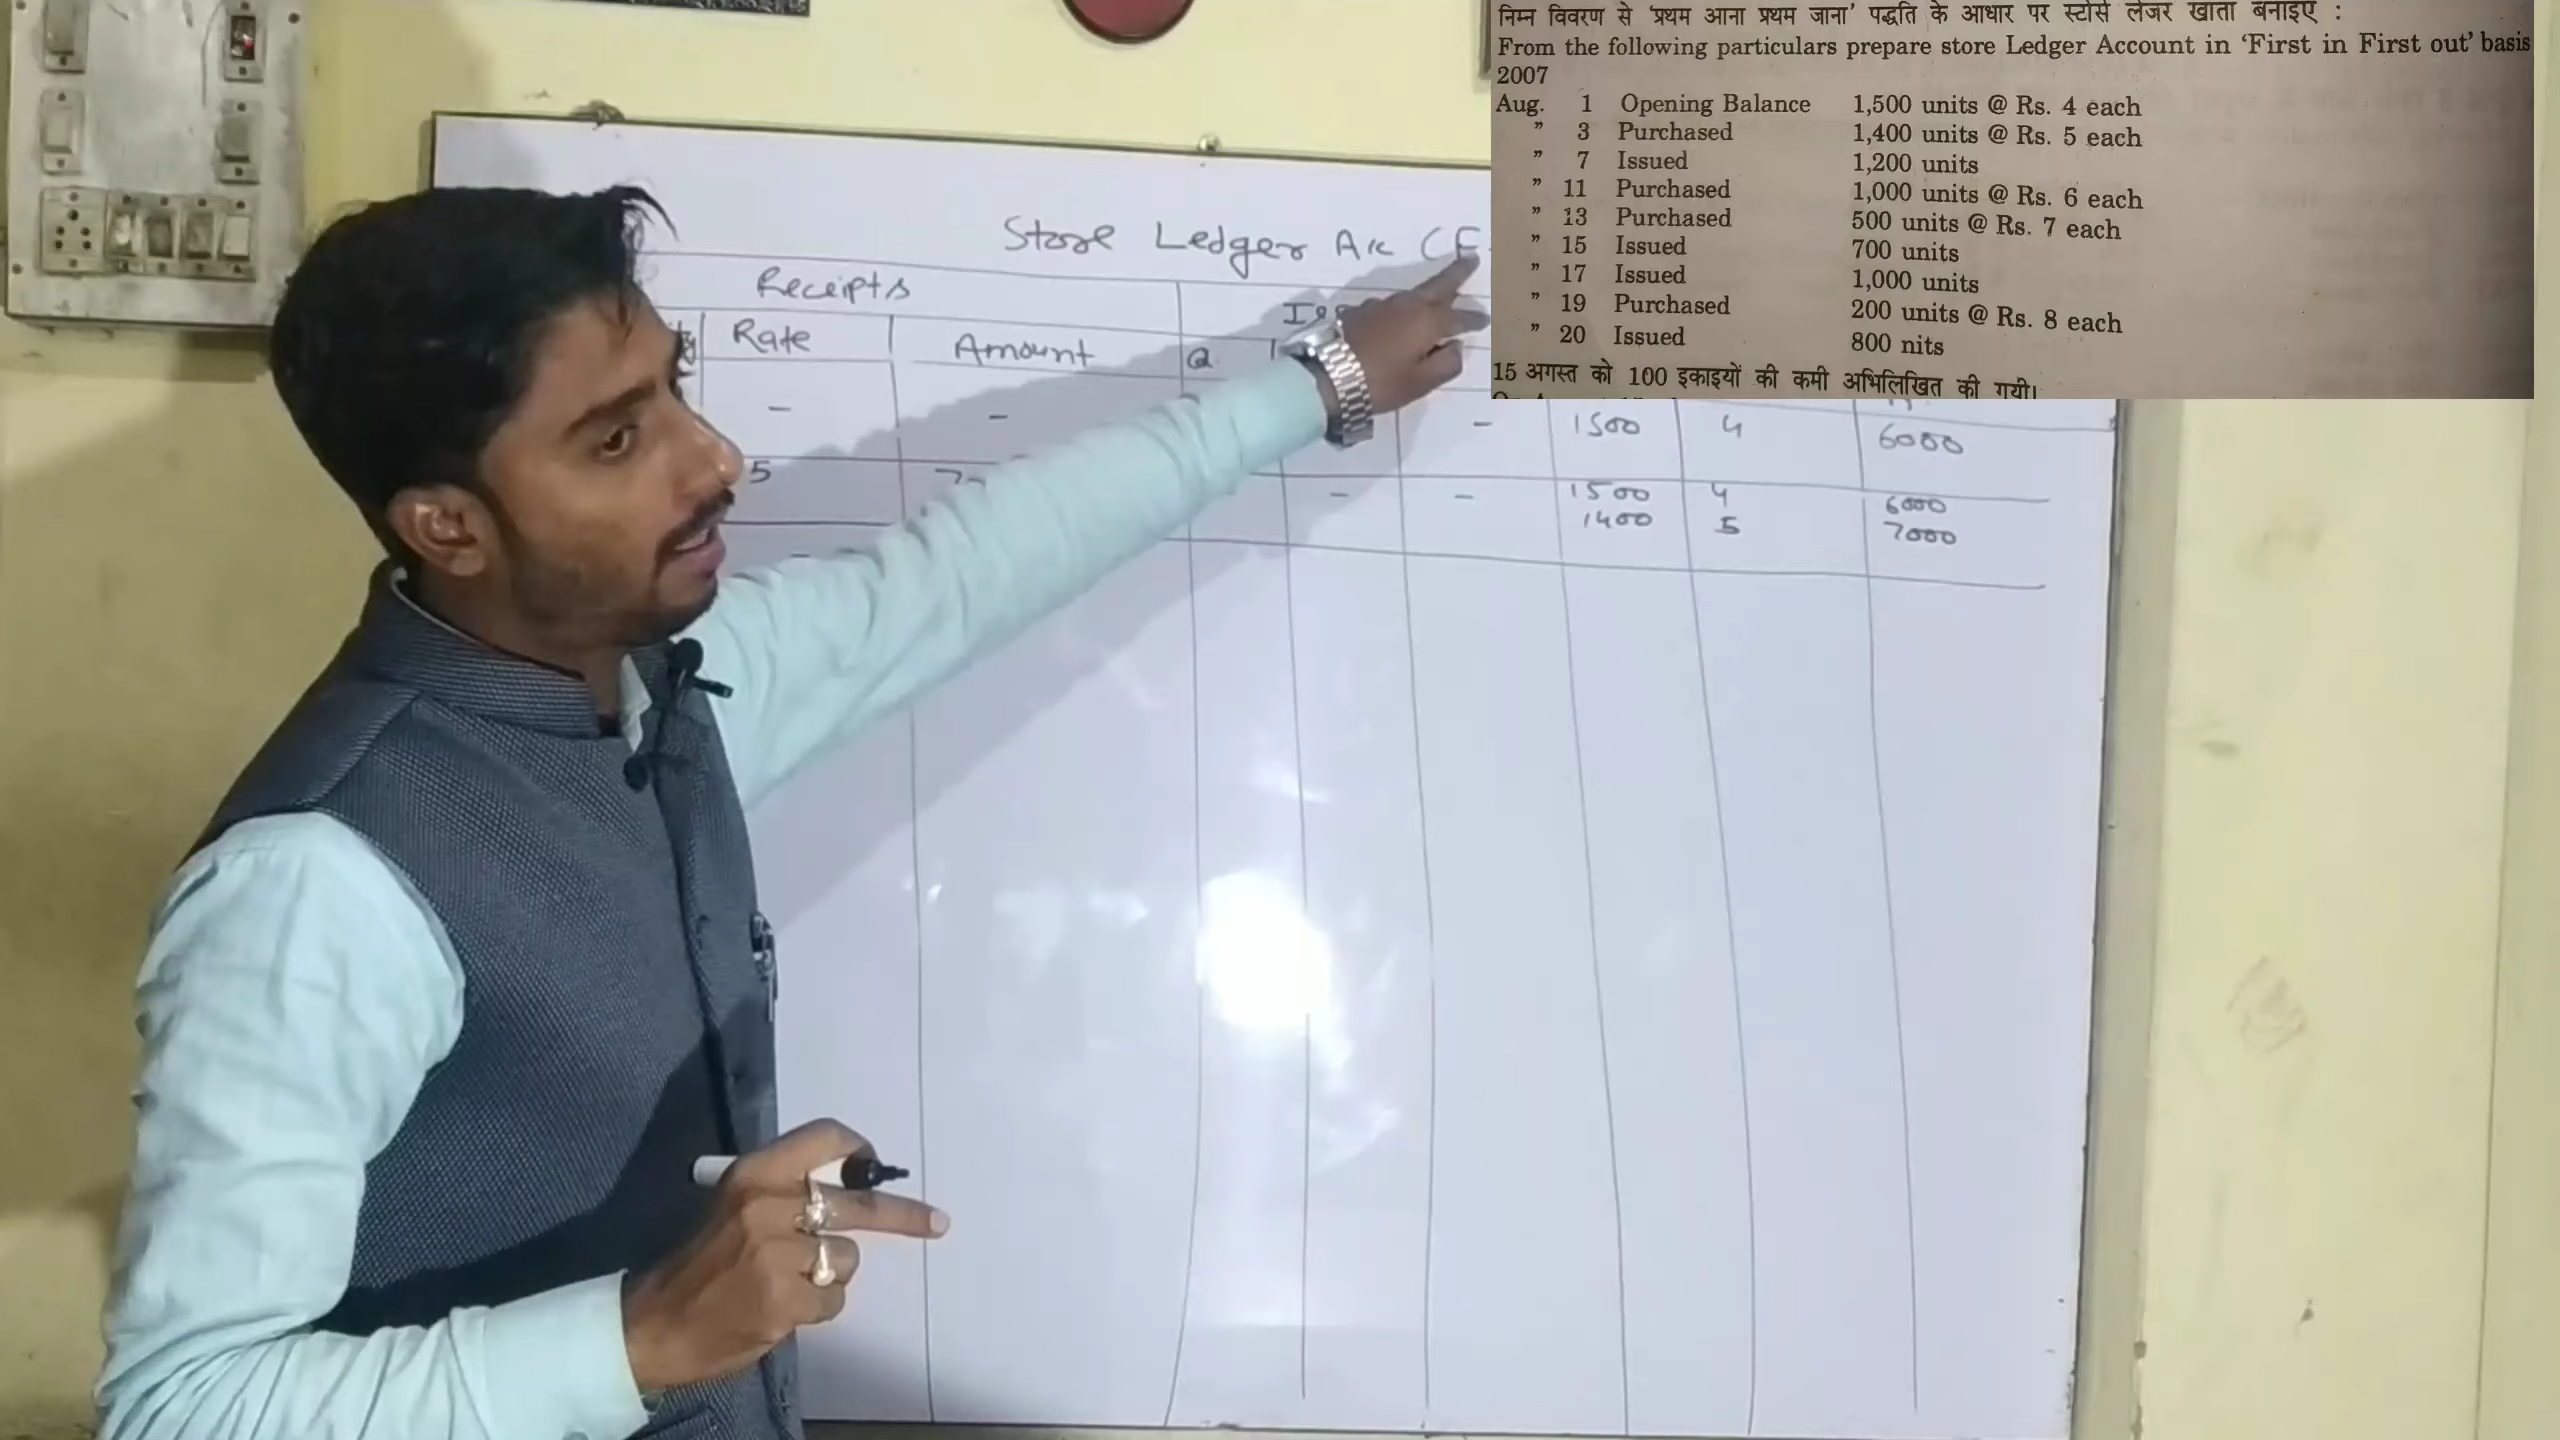 निम्न विवरण से 'प्रथम आना प्रथम जाना' पद्धति के आधार पर स्टोर्स लेजर खाता बनाइए :
From the following particulars prepare store Ledger Account in 'First in First out' basis
2007
Aug. 1 Opening Balance 1,500 units @ Rs. 4 each
" 3 Purchased 1,400 units @ Rs. 5 each
" 7 Issued 1,200 units
" 11 Purchased 1,000 units @ Rs. 6 each
" 13 Purchased 500 units @ Rs. 7 each
" 15 Issued 700 units
" 17 Issued 1,000 units
" 19 Purchased 200 units @ Rs. 8 each
" 20 Issued 800 nits
15 अगस्त को 100 इकाइयों की कमी अभिलिखित की गयी।
Store Ledger A/c (F
Receipts
Rate Amount Q
- - - 1500 4 6000
5 - - 1500 4 6000
1400 5 7000